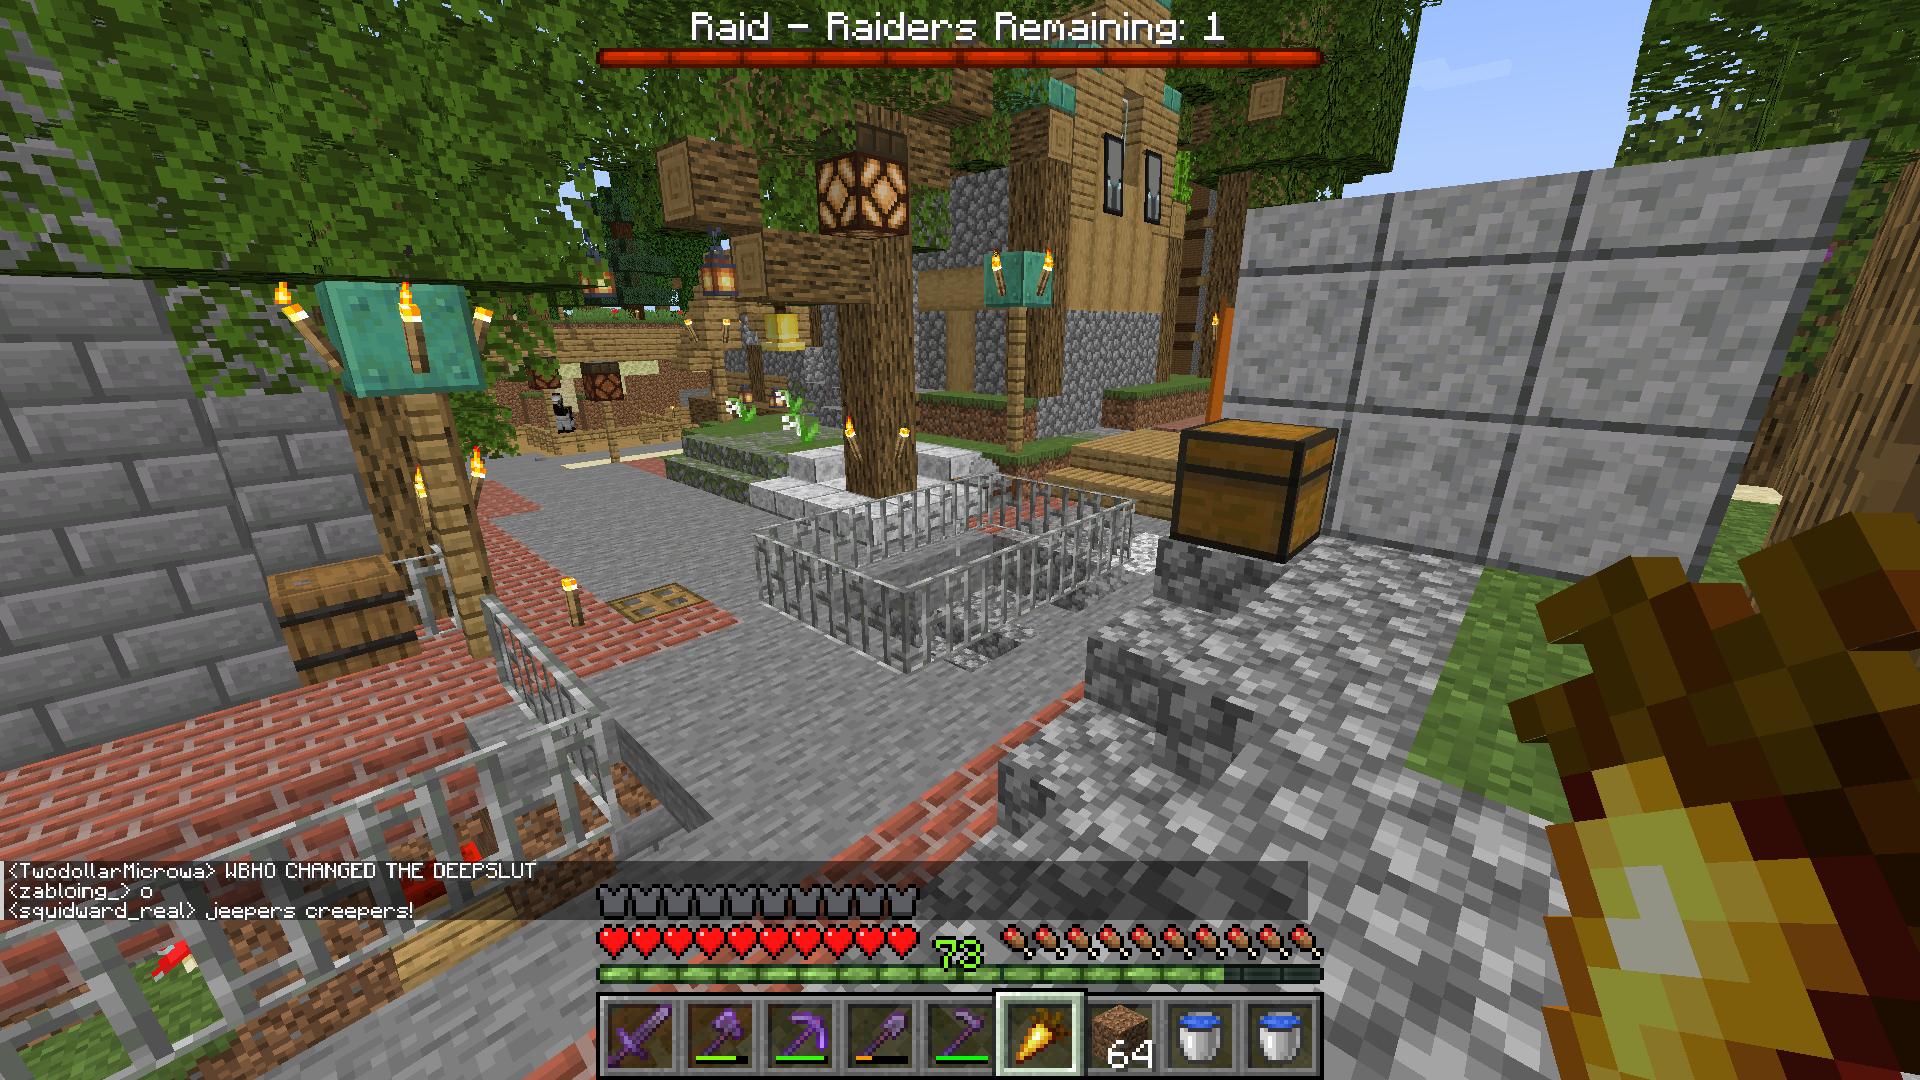 Raid - Raiders Remaining: 1
<TwodollarMicrowa> WBHO CHANGED THE DEEPSLUT
<zabloing_> o
<squidward_real> jeepers creepers!
73
64